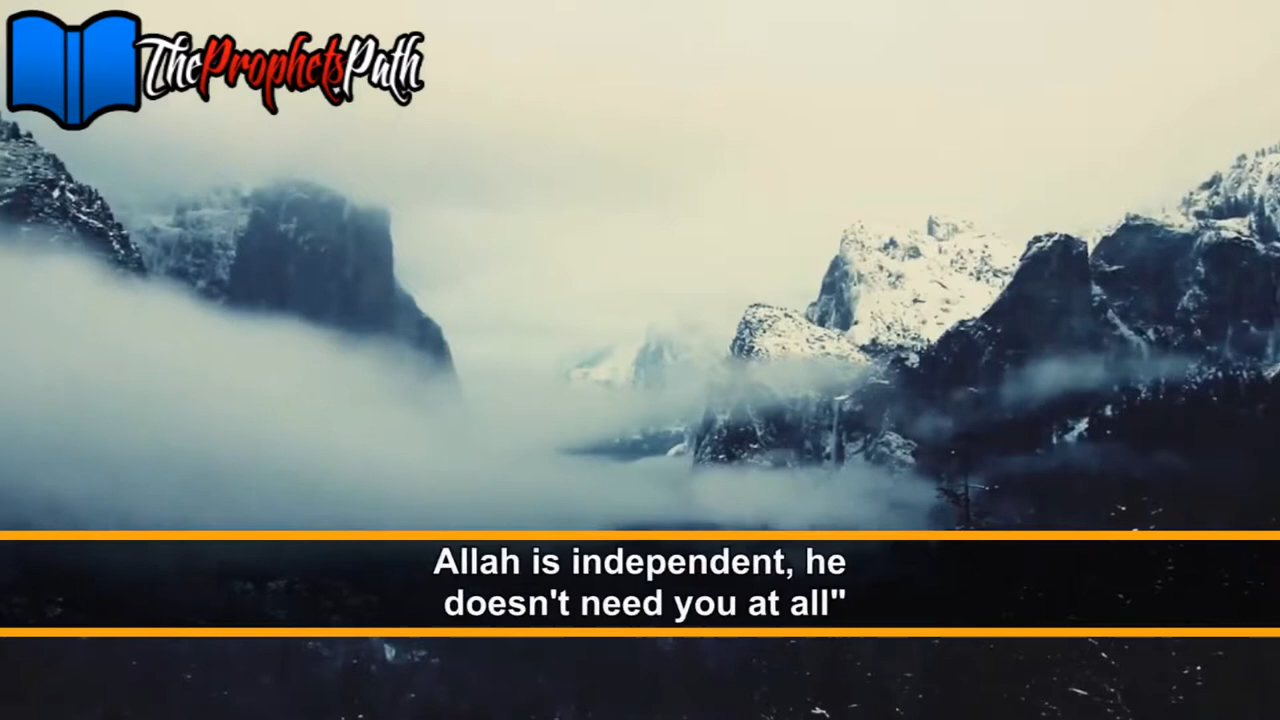 TheProphetsPath
Allah is independent, he
doesn't need you at all"